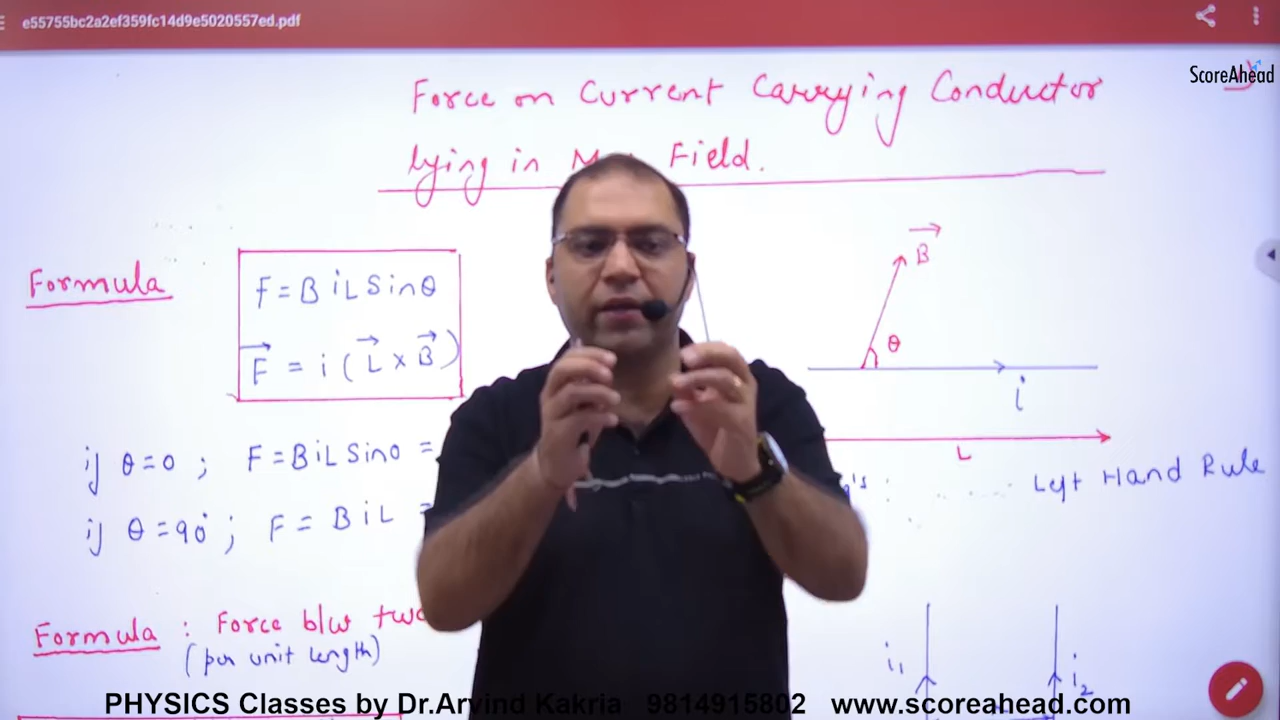 e55755bc2a2ef359fc14d9e5020557ed.pdf
ScoreAhead
Force on Current Carrying Conductor
lying in Field.
Formula
F = B i L Sinθ
F⃗ = i ( L⃗ × B⃗ )
B⃗
θ
i
L
if θ = 0 ; F = B i L Sin0 =
if θ = 90° ; F = B i L =
Left Hand Rule
Formula : Force b/w two
(per unit length)
i₁
i₂
PHYSICS Classes by Dr.Arvind Kakria 9814915802 www.scoreahead.com